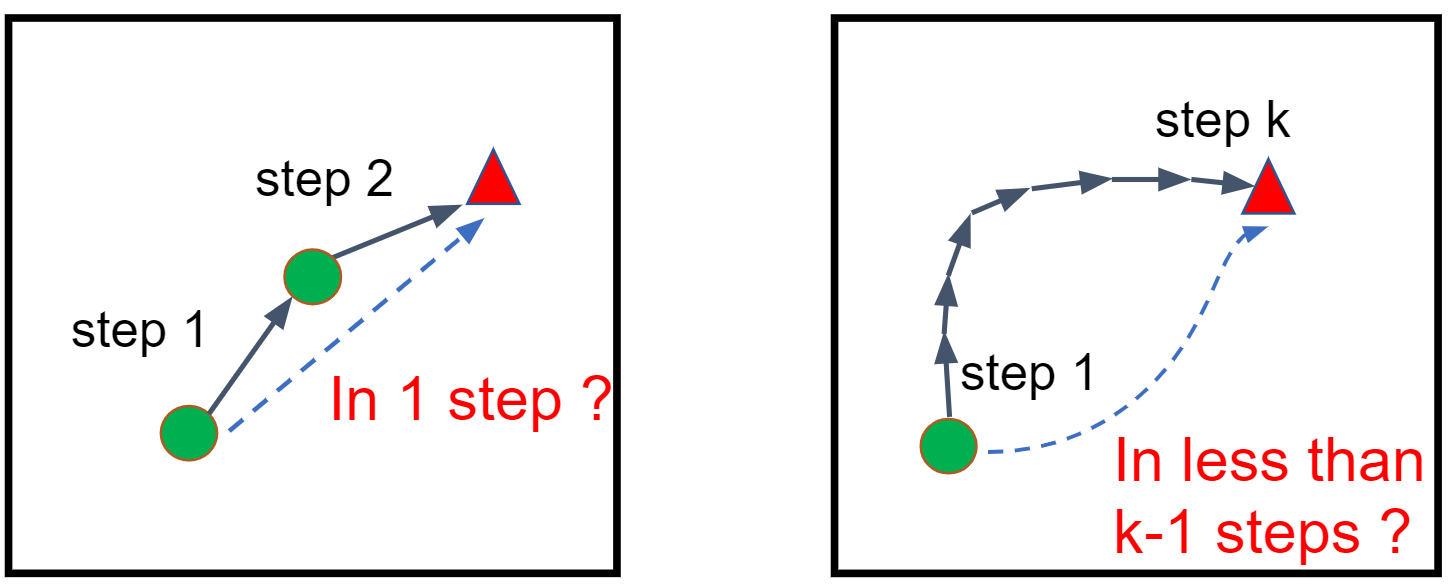 step 2
step 1
In 1 step ?
step k
step 1
In less than
k-1 steps ?